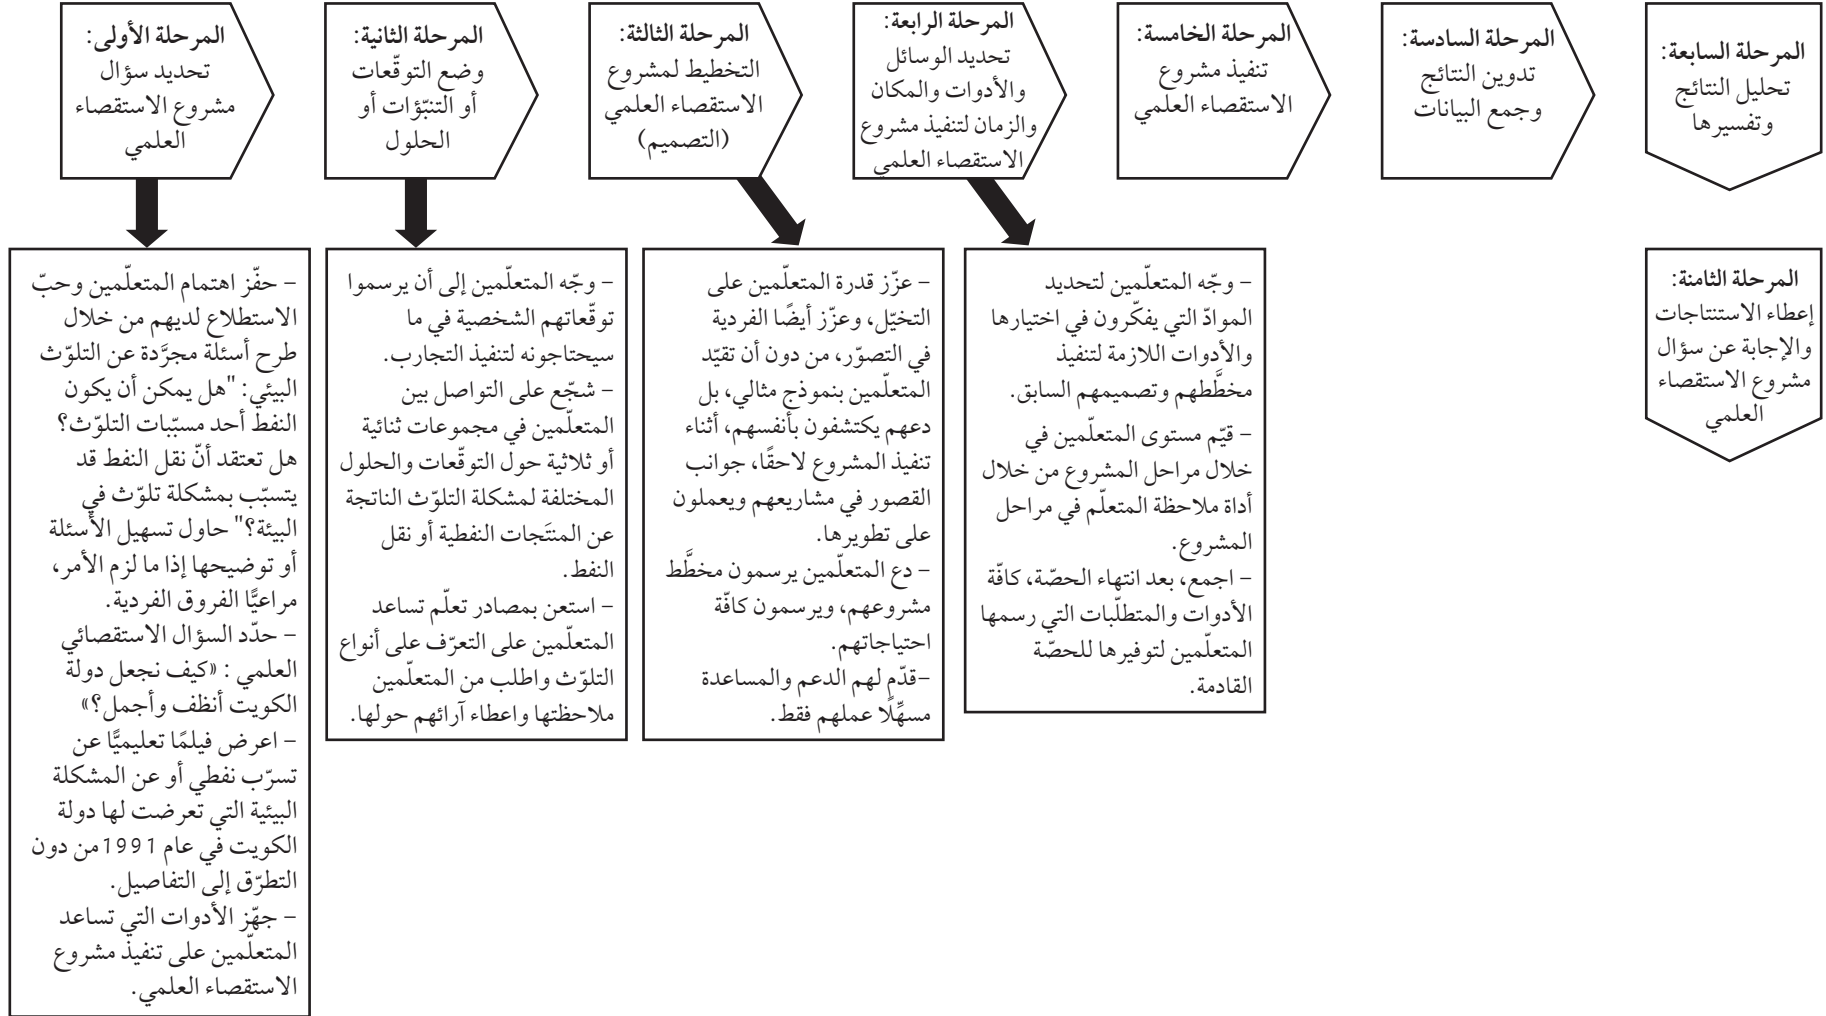 المرحلة الأولى:
تحديد سؤال
مشروع الاستقصاء
العلمي
المرحلة الثانية:
وضع التوقّعات
أو التنبّؤات أو
الحلول
المرحلة الثالثة:
التخطيط لمشروع
الاستقصاء العلمي
(التصميم)
المرحلة الرابعة:
تحديد الوسائل
والأدوات والمكان
والزمان لتنفيذ مشروع
الاستقصاء العلمي
المرحلة الخامسة:
تنفيذ مشروع
الاستقصاء العلمي
المرحلة السادسة:
تدوين النتائج
وجمع البيانات
المرحلة السابعة:
تحليل النتائج
وتفسيرها
المرحلة الثامنة:
إعطاء الاستنتاجات
والإجابة عن سؤال
مشروع الاستقصاء
العلمي
– حفّز اهتمام المتعلّمين وحبّ
الاستطلاع لديهم من خلال
طرح أسئلة مجرَّدة عن التلوّث
البيئي: "هل يمكن أن يكون
النفط أحد مسبّبات التلوّث؟
هل تعتقد أنّ نقل النفط قد
يتسبّب بمشكلة تلوّث في
البيئة؟" حاول تسهيل الأسئلة
أو توضيحها إذا ما لزم الأمر،
مراعيًّا الفروق الفردية.
– حدّد السؤال الاستقصائي
العلمي : «كيف نجعل دولة
الكويت أنظف وأجمل؟»
– اعرض فيلمًا تعليميًّا عن
تسرّب نفطي أو عن المشكلة
البيئية التي تعرضت لها دولة
الكويت في عام 1991من دون
التطرّق إلى التفاصيل.
– جهّز الأدوات التي تساعد
المتعلّمين على تنفيذ مشروع
الاستقصاء العلمي.
– وجّه المتعلّمين إلى أن يرسموا
توقّعاتهم الشخصية في ما
سيحتاجونه لتنفيذ التجارب.
– شجّع على التواصل بين
المتعلّمين في مجموعات ثنائية
أو ثلاثية حول التوقّعات والحلول
المختلفة لمشكلة التلوّث الناتجة
عن المنتَجات النفطية أو نقل
النفط.
– استعن بمصادر تعلّم تساعد
المتعلّمين على التعرّف على أنواع
التلوّث واطلب من المتعلّمين
ملاحظتها واعطاء آرائهم حولها.
– عزّز قدرة المتعلّمين على
التخيّل، وعزّز أيضًا الفردية
في التصوّر، من دون أن تقيّد
المتعلّمين بنموذج مثالي، بل
دعهم يكتشفون بأنفسهم، أثناء
تنفيذ المشروع لاحقًا، جوانب
القصور في مشاريعهم ويعملون
على تطويرها.
– دع المتعلّمين يرسمون مخطَّط
مشروعهم، ويرسمون كافّة
احتياجاتهم.
–قدّم لهم الدعم والمساعدة
مسهِّلًا عملهم فقط.
– وجّه المتعلّمين لتحديد
الموادّ التي يفكّرون في اختيارها
والأدوات اللازمة لتنفيذ
مخطَّطهم وتصميمهم السابق.
– قيّم مستوى المتعلّمين في
خلال مراحل المشروع من خلال
أداة ملاحظة المتعلّم في مراحل
المشروع.
– اجمع، بعد انتهاء الحصّة، كافّة
الأدوات والمتطلّبات التي رسمها
المتعلّمين لتوفيرها للحصّة
القادمة.